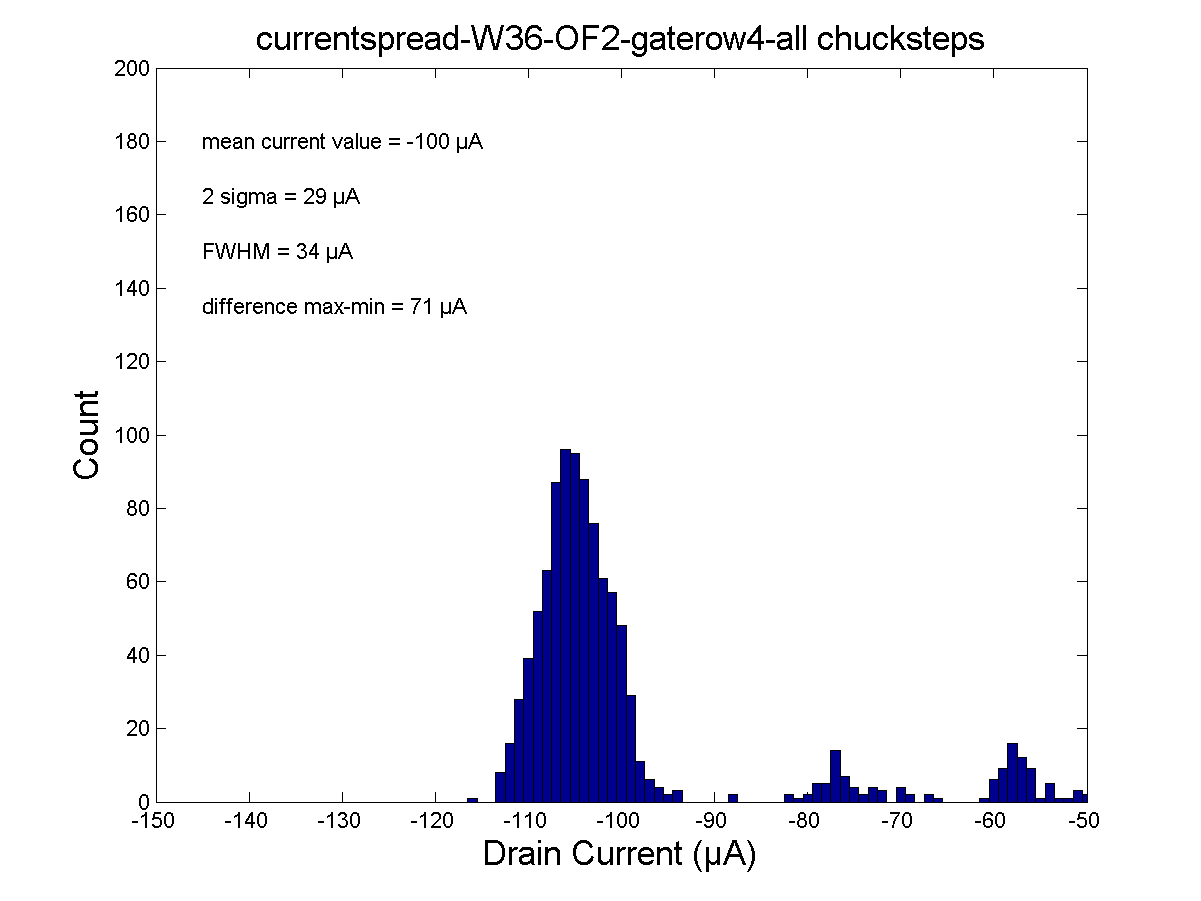 currentspread-W36-OF2-gaterow4-all chucksteps
200
180
160
140
120
100
80
60
40
20
0
mean current value = -100 µA
2 sigma = 29 µA
FWHM = 34 µA
difference max-min = 71 µA
Count
-150 -140 -130 -120 -110 -100 -90 -80 -70 -60 -50
Drain Current (µA)